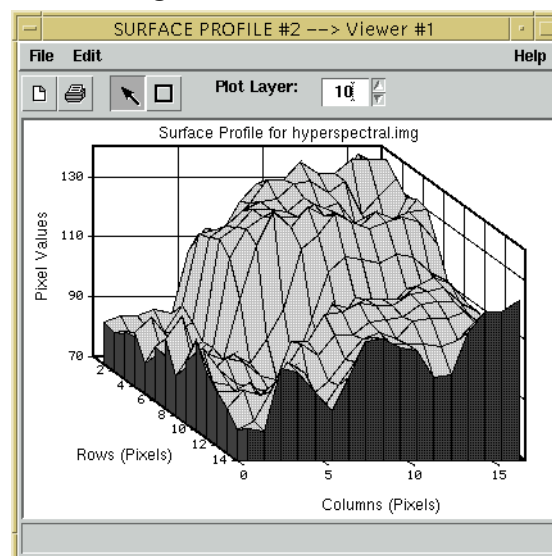 SURFACE PROFILE #2 --> Viewer #1
File Edit Help
Plot Layer: 10
Surface Profile for hyperspectral.img
130
110
90
70
Pixel Values
2
4
6
8
10
12
14
Rows (Pixels)
0 5 10 15
Columns (Pixels)